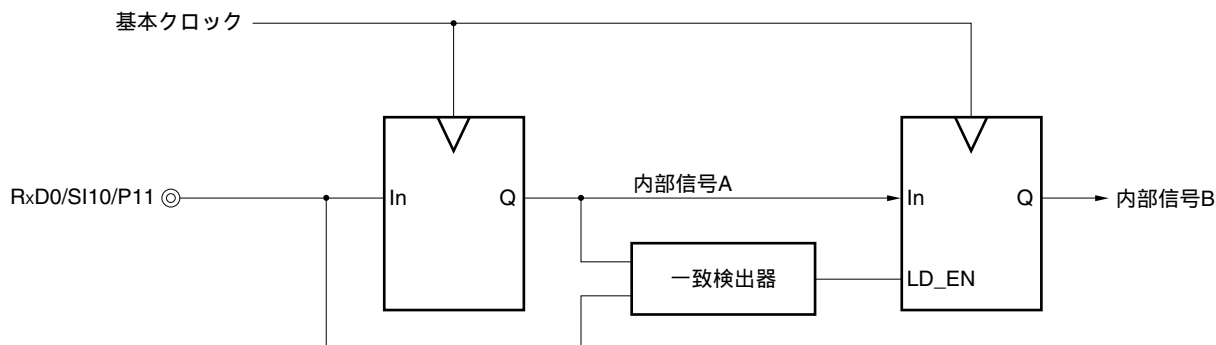 基本クロック
RxD0/SI10/P11
In
Q
内部信号A
In
Q
内部信号B
一致検出器
LD_EN